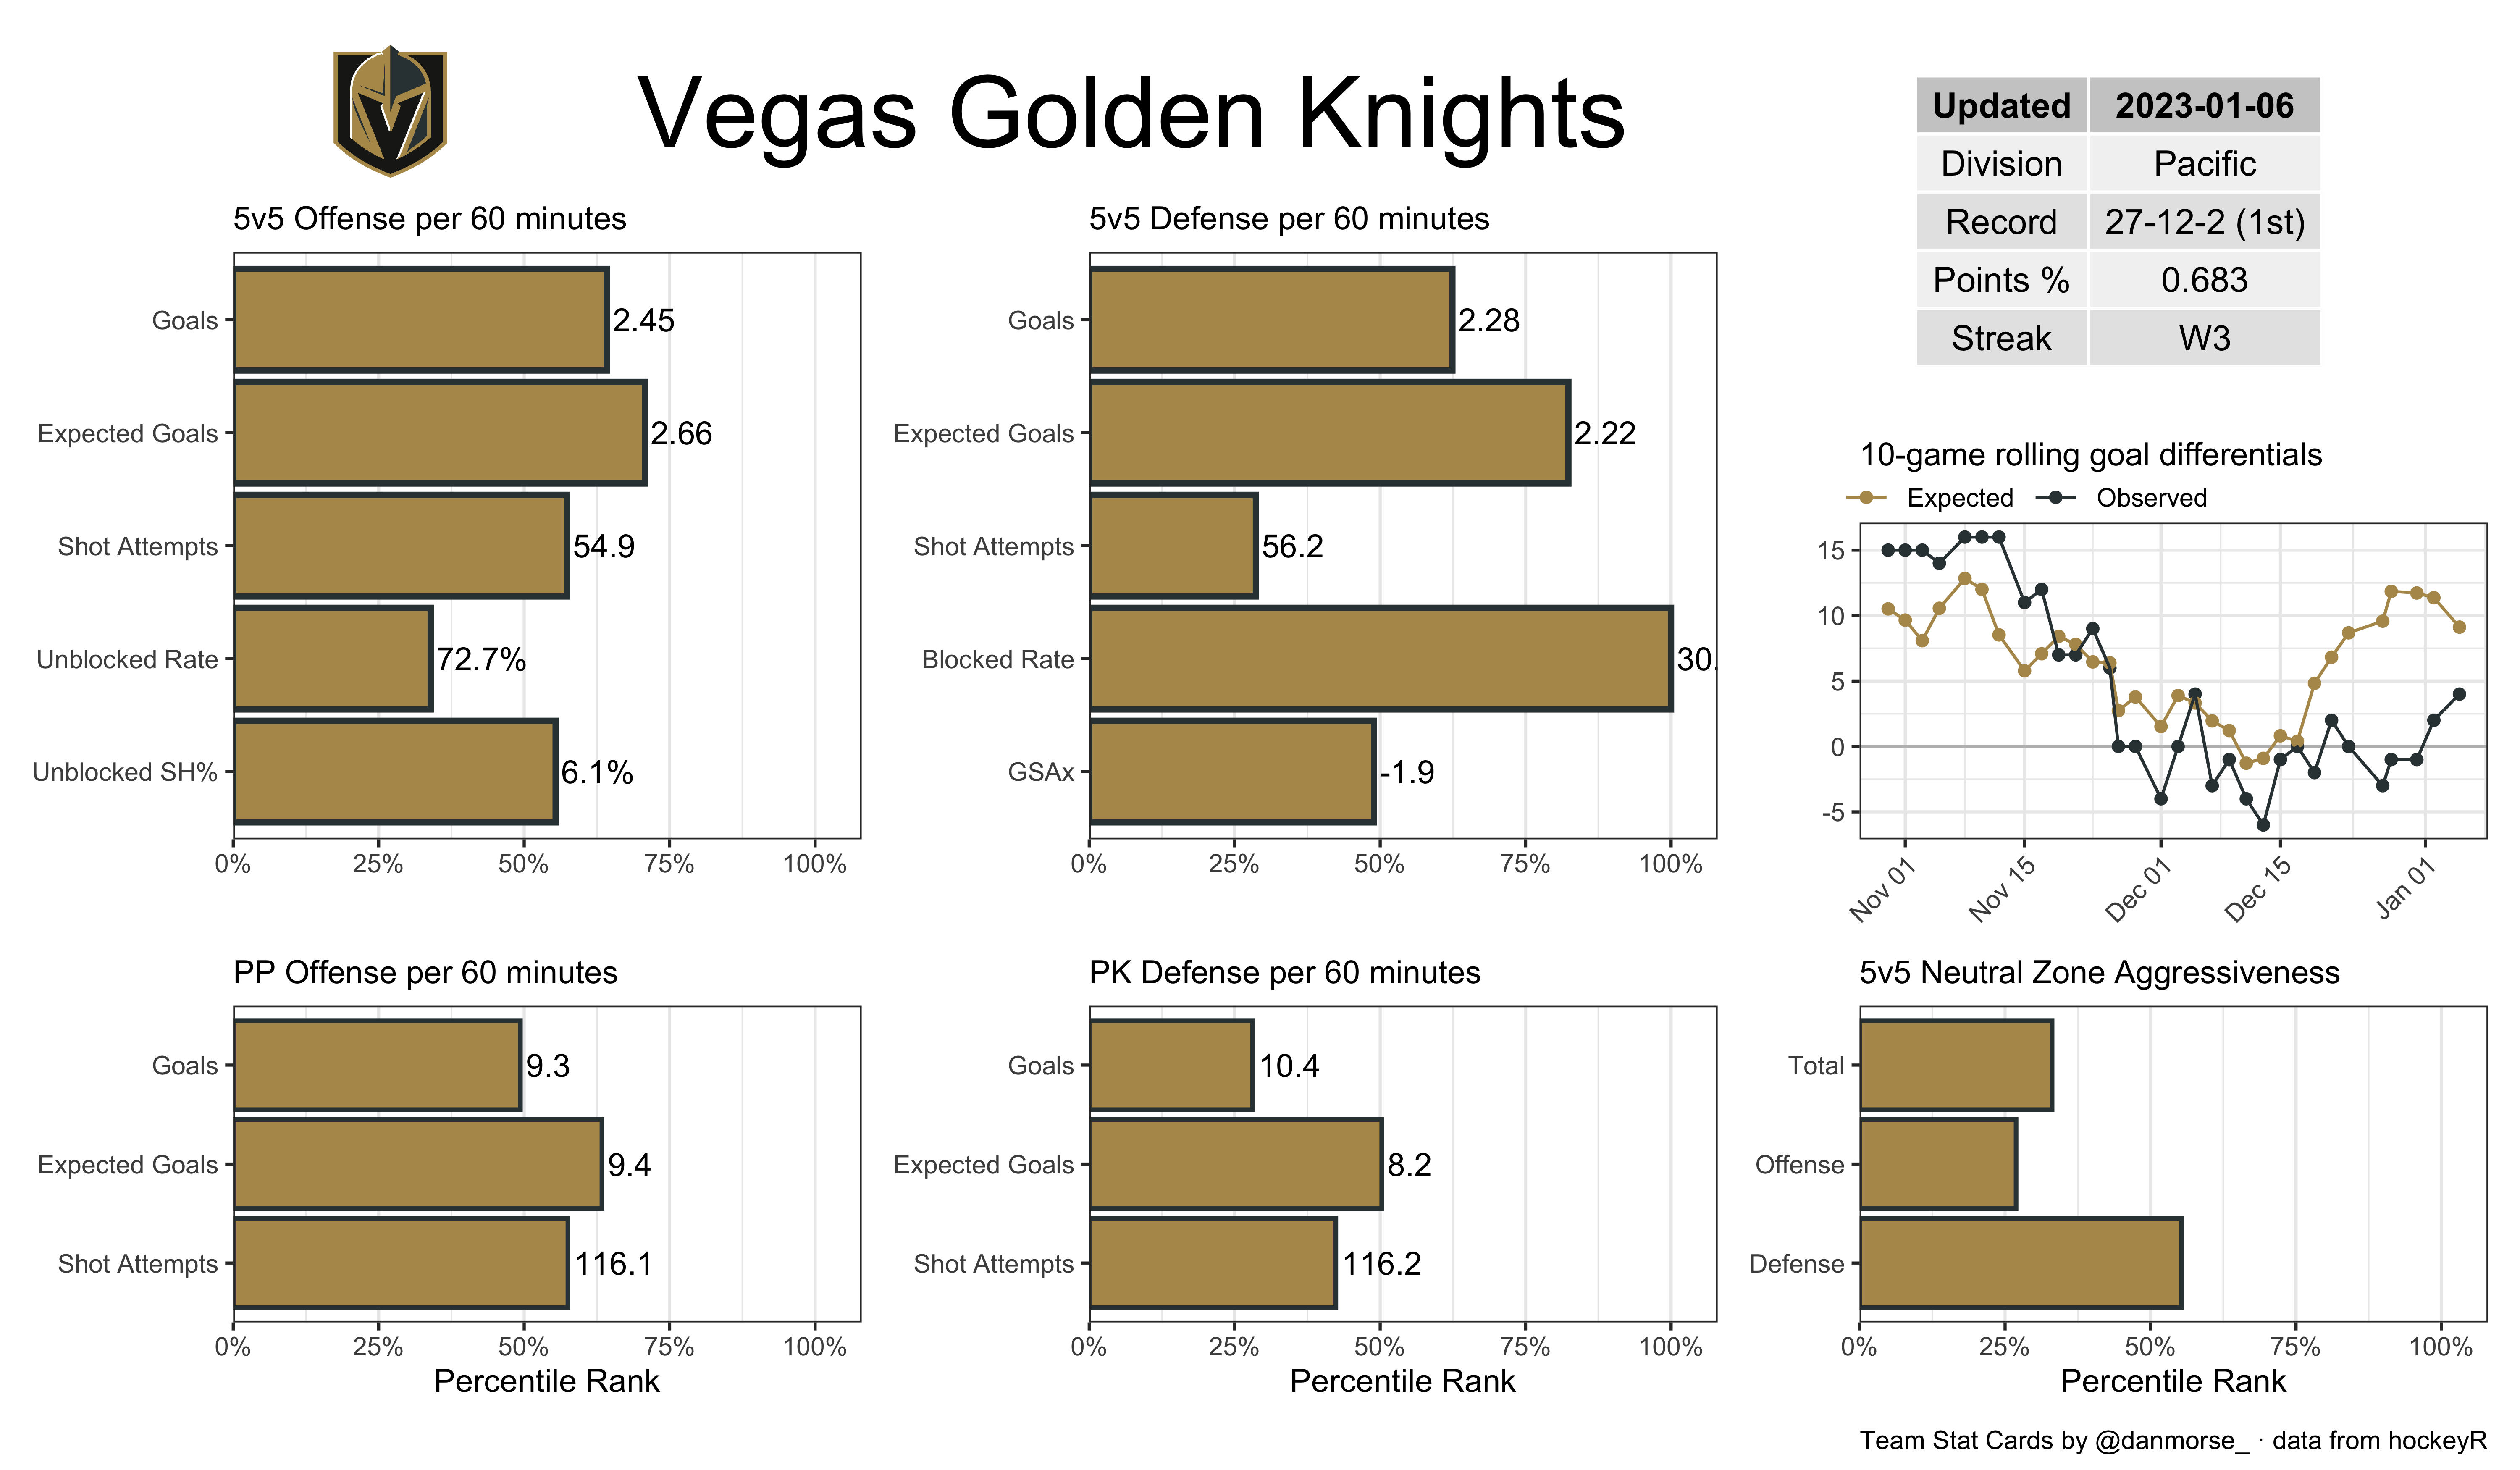 Vegas Golden Knights
Updated 2023-01-06
Division Pacific
Record 27-12-2 (1st)
Points % 0.683
Streak W3
5v5 Offense per 60 minutes
Goals 2.45
Expected Goals 2.66
Shot Attempts 54.9
Unblocked Rate 72.7%
Unblocked SH% 6.1%
0% 25% 50% 75% 100%
5v5 Defense per 60 minutes
Goals 2.28
Expected Goals 2.22
Shot Attempts 56.2
Blocked Rate 30.
GSAx -1.9
0% 25% 50% 75% 100%
10-game rolling goal differentials
Expected Observed
15
10
5
0
-5
Nov 01 Nov 15 Dec 01 Dec 15 Jan 01
PP Offense per 60 minutes
Goals 9.3
Expected Goals 9.4
Shot Attempts 116.1
0% 25% 50% 75% 100%
Percentile Rank
PK Defense per 60 minutes
Goals 10.4
Expected Goals 8.2
Shot Attempts 116.2
0% 25% 50% 75% 100%
Percentile Rank
5v5 Neutral Zone Aggressiveness
Total
Offense
Defense
0% 25% 50% 75% 100%
Percentile Rank
Team Stat Cards by @danmorse_ · data from hockeyR